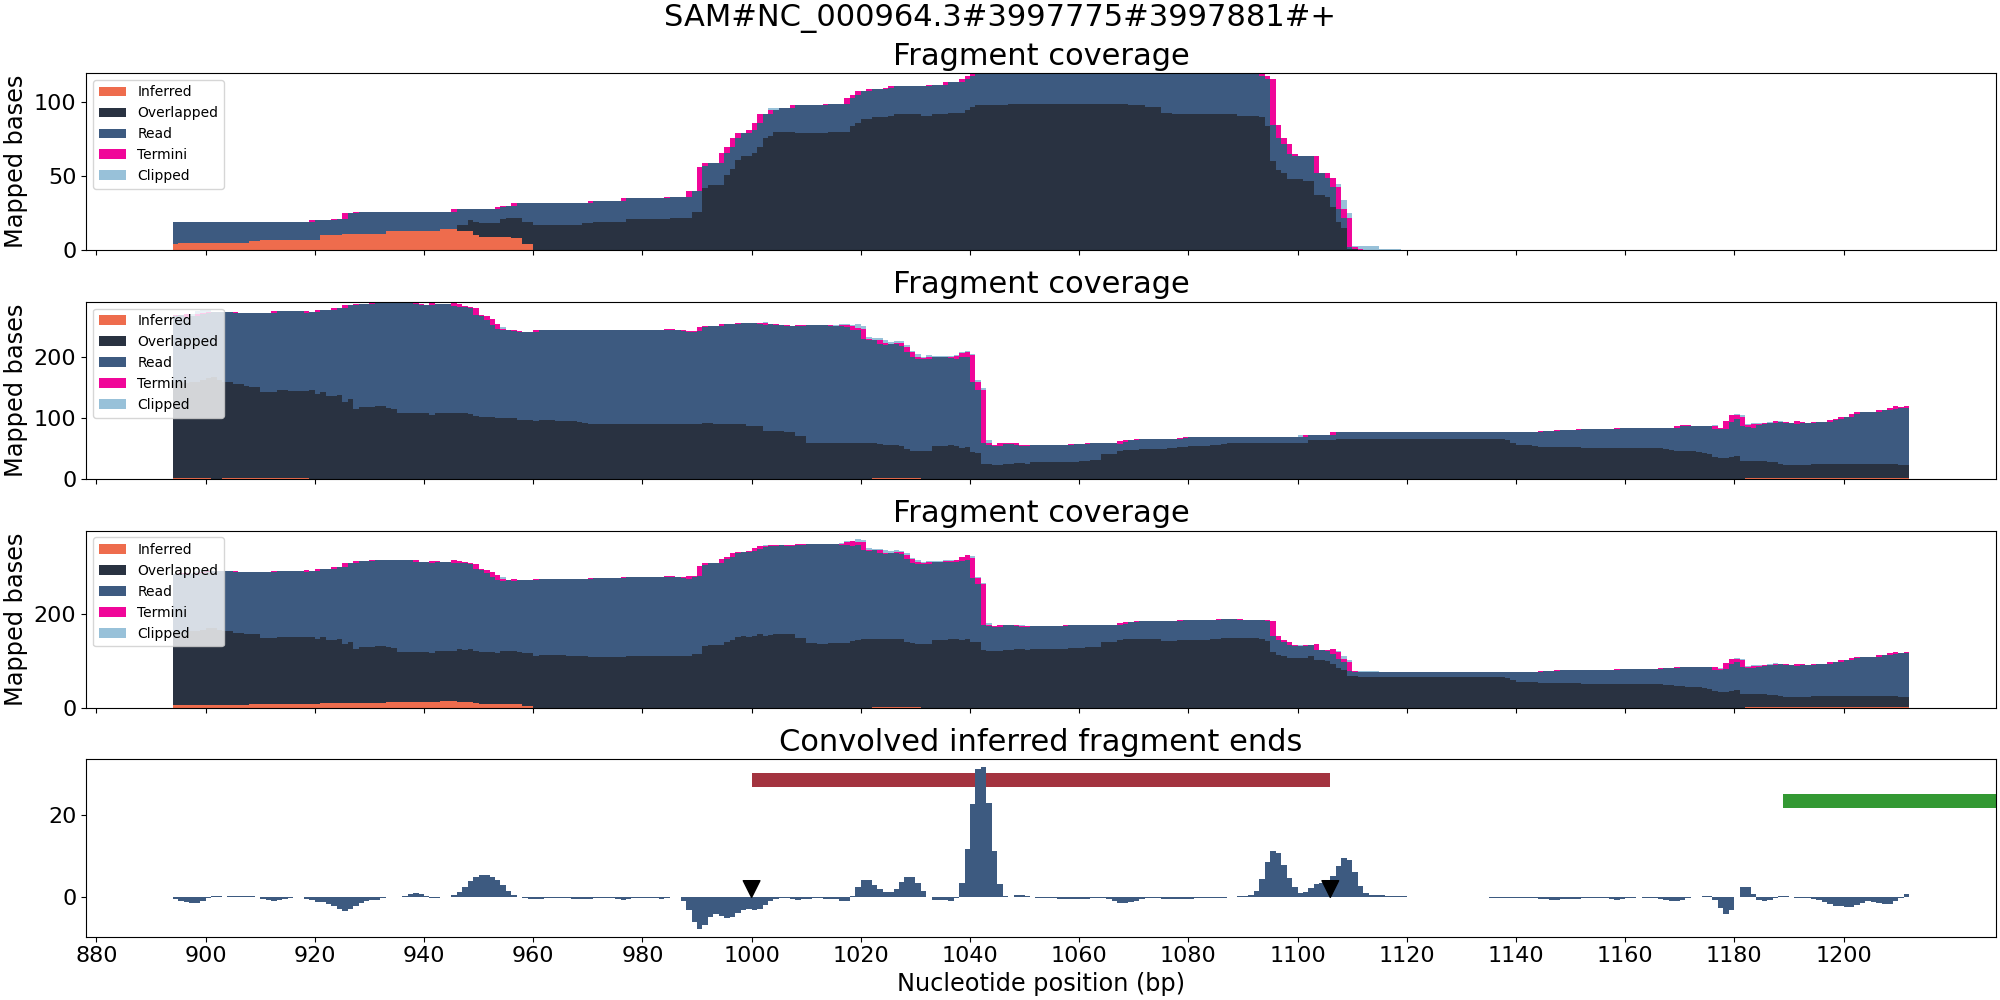 SAM#NC_000964.3#3997775#3997881#+
Fragment coverage
Mapped bases
100
50
0
Inferred
Overlapped
Read
Termini
Clipped
Fragment coverage
Mapped bases
200
100
0
Inferred
Overlapped
Read
Termini
Clipped
Fragment coverage
Mapped bases
200
0
Inferred
Overlapped
Read
Termini
Clipped
Convolved inferred fragment ends
20
0
880 900 920 940 960 980 1000 1020 1040 1060 1080 1100 1120 1140 1160 1180 1200
Nucleotide position (bp)